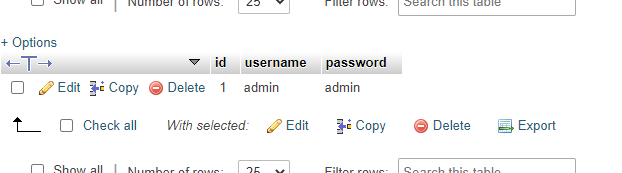 Show all Number of rows: 25 Filter rows: Search this table
+ Options
id username password
Edit Copy Delete 1 admin admin
Check all With selected: Edit Copy Delete Export
Show all Number of rows: 25 Filter rows: Search this table